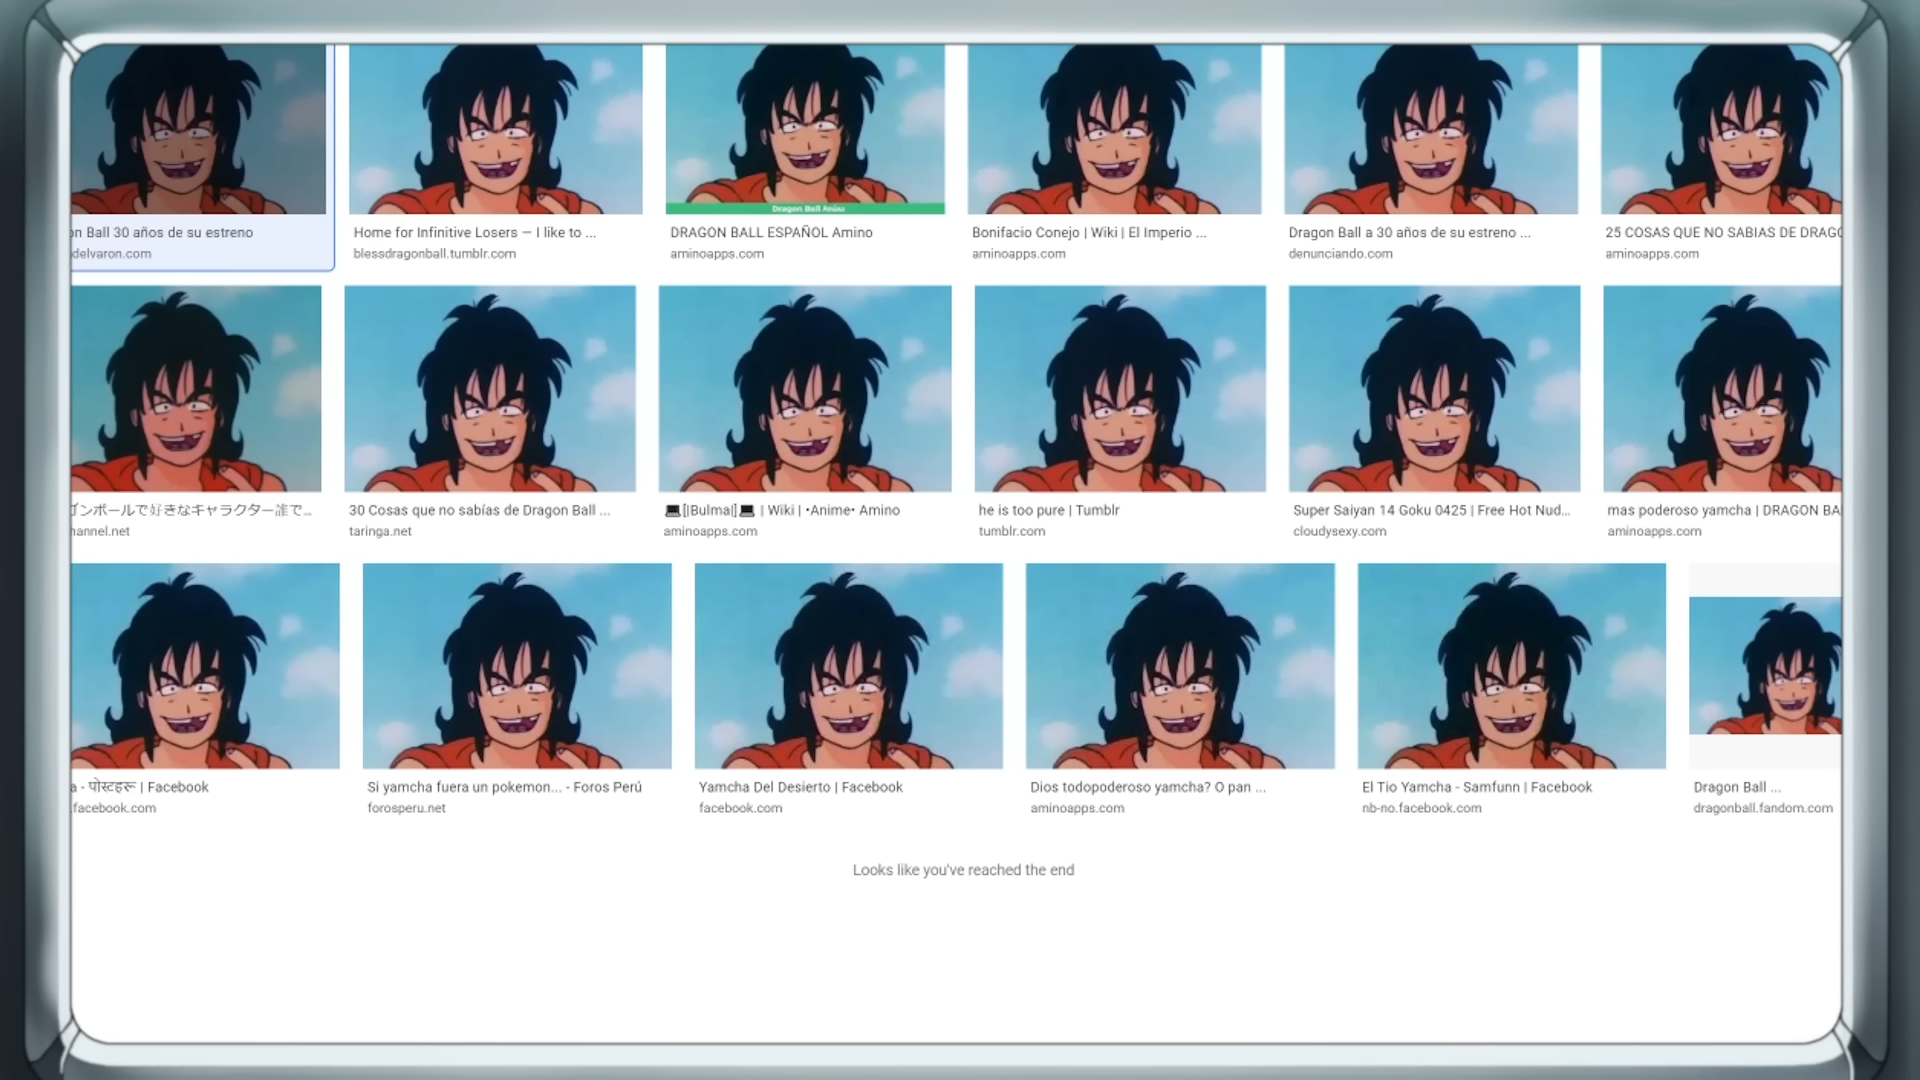 on Ball 30 años de su estreno
delvaron.com
Home for Infinitive Losers — I like to ...
blessdragonball.tumblr.com
Dragon Ball
DRAGON BALL ESPAÑOL Amino
aminoapps.com
Bonifacio Conejo | Wiki | El Imperio ...
aminoapps.com
Dragon Ball a 30 años de su estreno ...
denunciando.com
25 COSAS QUE NO SABIAS DE DRAG
aminoapps.com
ゴンボールで好きなキャラクター誰で...
hannel.net
30 Cosas que no sabías de Dragon Ball ...
taringa.net
💻[|Bulma|]💻 | Wiki | •Anime• Amino
aminoapps.com
he is too pure | Tumblr
tumblr.com
Super Saiyan 14 Goku 0425 | Free Hot Nud...
cloudysexy.com
mas poderoso yamcha | DRAGON BA
aminoapps.com
a - पोस्टहरू | Facebook
.facebook.com
Si yamcha fuera un pokemon... - Foros Perú
forosperu.net
Yamcha Del Desierto | Facebook
facebook.com
Dios todopoderoso yamcha? O pan ...
aminoapps.com
El Tio Yamcha - Samfunn | Facebook
nb-no.facebook.com
Dragon Ball ...
dragonball.fandom.com
Looks like you've reached the end